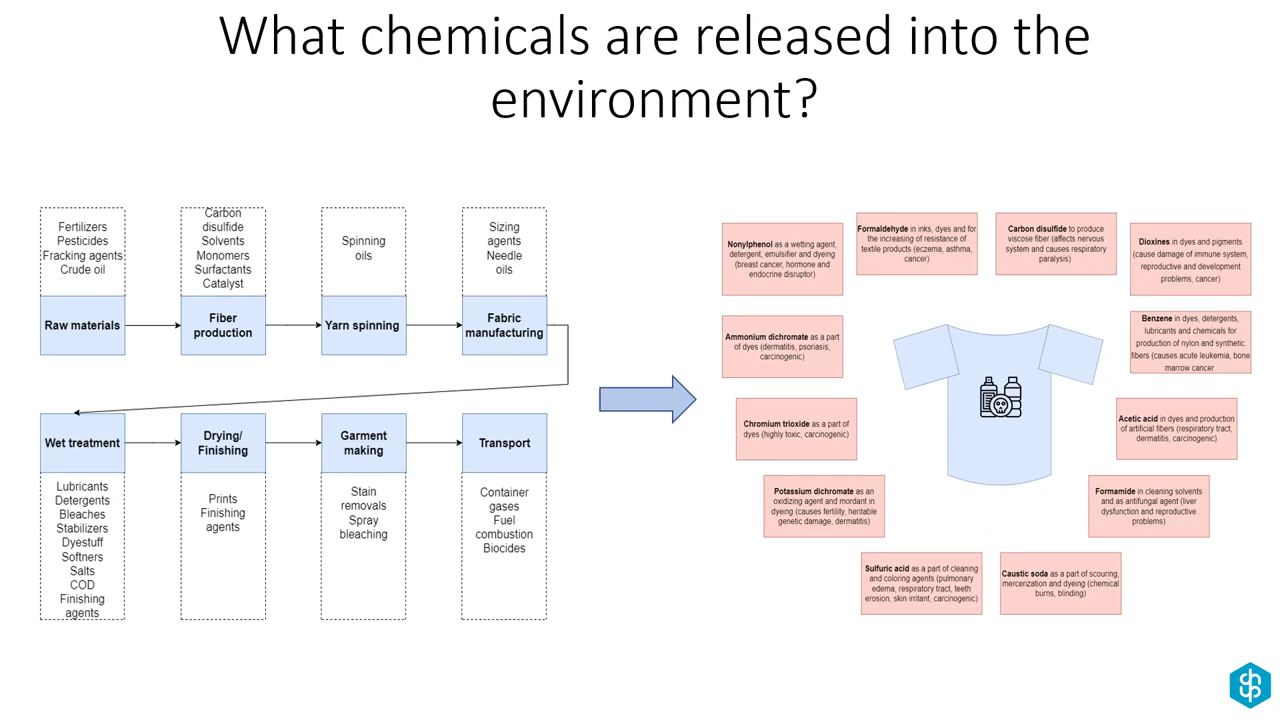 What chemicals are released into the
environment?
Fertilizers
Pesticides
Fracking agents
Crude oil
Raw materials
Carbon
disulfide
Solvents
Monomers
Surfactants
Catalyst
Fiber
production
Spinning
oils
Yarn spinning
Sizing
agents
Needle
oils
Fabric
manufacturing
Wet treatment
Lubricants
Detergents
Bleaches
Stabilizers
Dyestuff
Softners
Salts
COD
Finishing
agents
Drying/
Finishing
Prints
Finishing
agents
Garment
making
Stain
removals
Spray
bleaching
Transport
Container
gases
Fuel
combustion
Biocides
Nonylphenol as a wetting agent,
detergent, emulsifier and dyeing
(breast cancer, hormone and
endocrine disruptor)
Formaldehyde in inks, dyes and for
the increasing of resistance of
textile products (eczema, asthma,
cancer)
Carbon disulfide to produce
viscose fiber (affects nervous
system and causes respiratory
paralysis)
Dioxines in dyes and pigments
(cause damage of immune system,
reproductive and development
problems, cancer)
Ammonium dichromate as a part
of dyes (dermatitis, psoriasis,
carcinogenic)
Benzene in dyes, detergents,
lubricants and chemicals for
production of nylon and synthetic
fibers (causes acute leukemia, bone
marrow cancer
Chromium trioxide as a part of
dyes (highly toxic, carcinogenic)
Acetic acid in dyes and production
of artificial fibers (respiratory tract,
dermatitis, carcinogenic)
Potassium dichromate as an
oxidizing agent and mordant in
dyeing (causes fertility, heritable
genetic damage, dermatitis)
Formamide in cleaning solvents
and as antifungal agent (liver
dysfunction and reproductive
problems)
Sulfuric acid as a part of cleaning
and coloring agents (pulmonary
edema, respiratory tract, teeth
erosion, skin irritant, carcinogenic)
Caustic soda as a part of scouring,
mercerization and dyeing (chemical
burns, blinding)